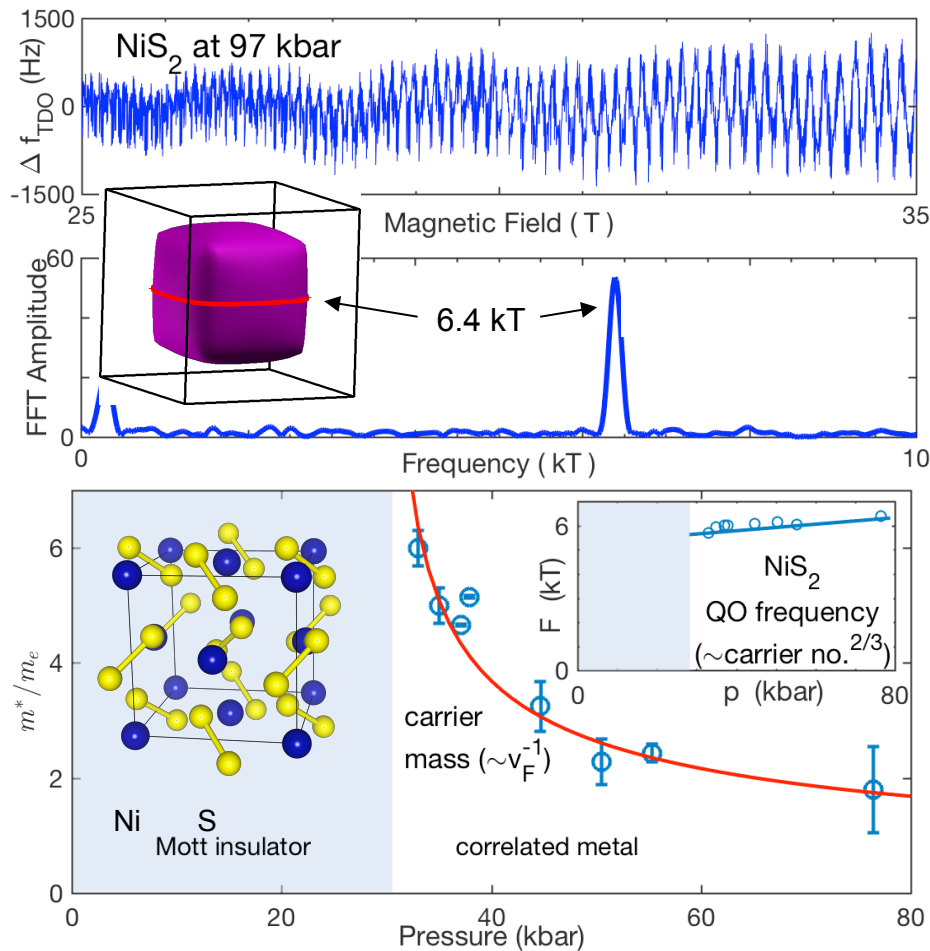 1500
NiS2 at 97 kbar
0
-1500
Δ fTDO (Hz)
25
Magnetic Field ( T )
35
60
6.4 kT
FFT Amplitude
0
0
Frequency ( kT )
10
6
4
2
0
m*/me
Ni
S
Mott insulator
carrier
mass (~vF-1)
correlated metal
6
0
F (kT)
NiS2
QO frequency
(~carrier no.2/3)
0
p (kbar)
80
0
20
40
60
80
Pressure (kbar)